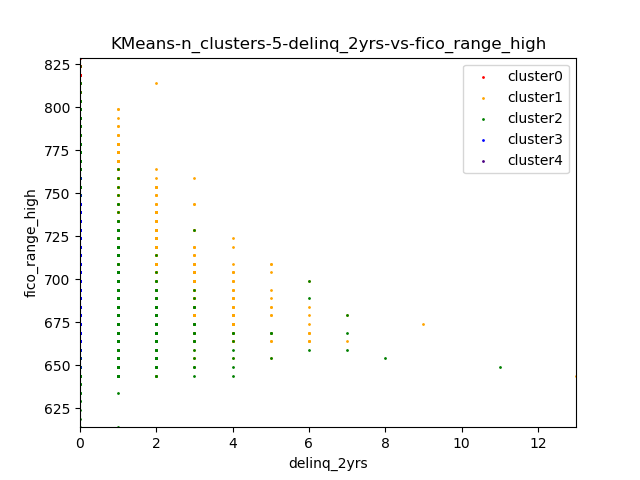 KMeans-n_clusters-5-delinq_2yrs-vs-fico_range_high
825
800
775
750
725
700
675
650
625
fico_range_high
cluster0
cluster1
cluster2
cluster3
cluster4
0 2 4 6 8 10 12
delinq_2yrs